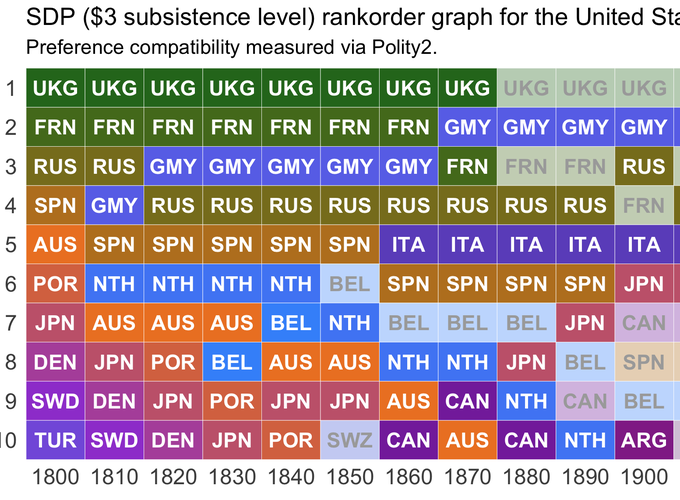 SDP ($3 subsistence level) rankorder graph for the United Sta
Preference compatibility measured via Polity2.
1 UKG UKG UKG UKG UKG UKG UKG UKG UKG UKG UKG
2 FRN FRN FRN FRN FRN FRN FRN GMY GMY GMY GMY
3 RUS RUS GMY GMY GMY GMY GMY FRN FRN FRN RUS
4 SPN GMY RUS RUS RUS RUS RUS RUS RUS RUS FRN
5 AUS SPN SPN SPN SPN SPN ITA ITA ITA ITA ITA
6 POR NTH NTH NTH NTH BEL SPN SPN SPN SPN JPN
7 JPN AUS AUS AUS BEL NTH BEL BEL BEL JPN CAN
8 DEN JPN POR BEL AUS AUS NTH NTH JPN BEL SPN
9 SWD DEN JPN POR JPN JPN AUS CAN NTH CAN BEL
10 TUR SWD DEN JPN POR SWZ CAN AUS CAN NTH ARG
1800 1810 1820 1830 1840 1850 1860 1870 1880 1890 1900